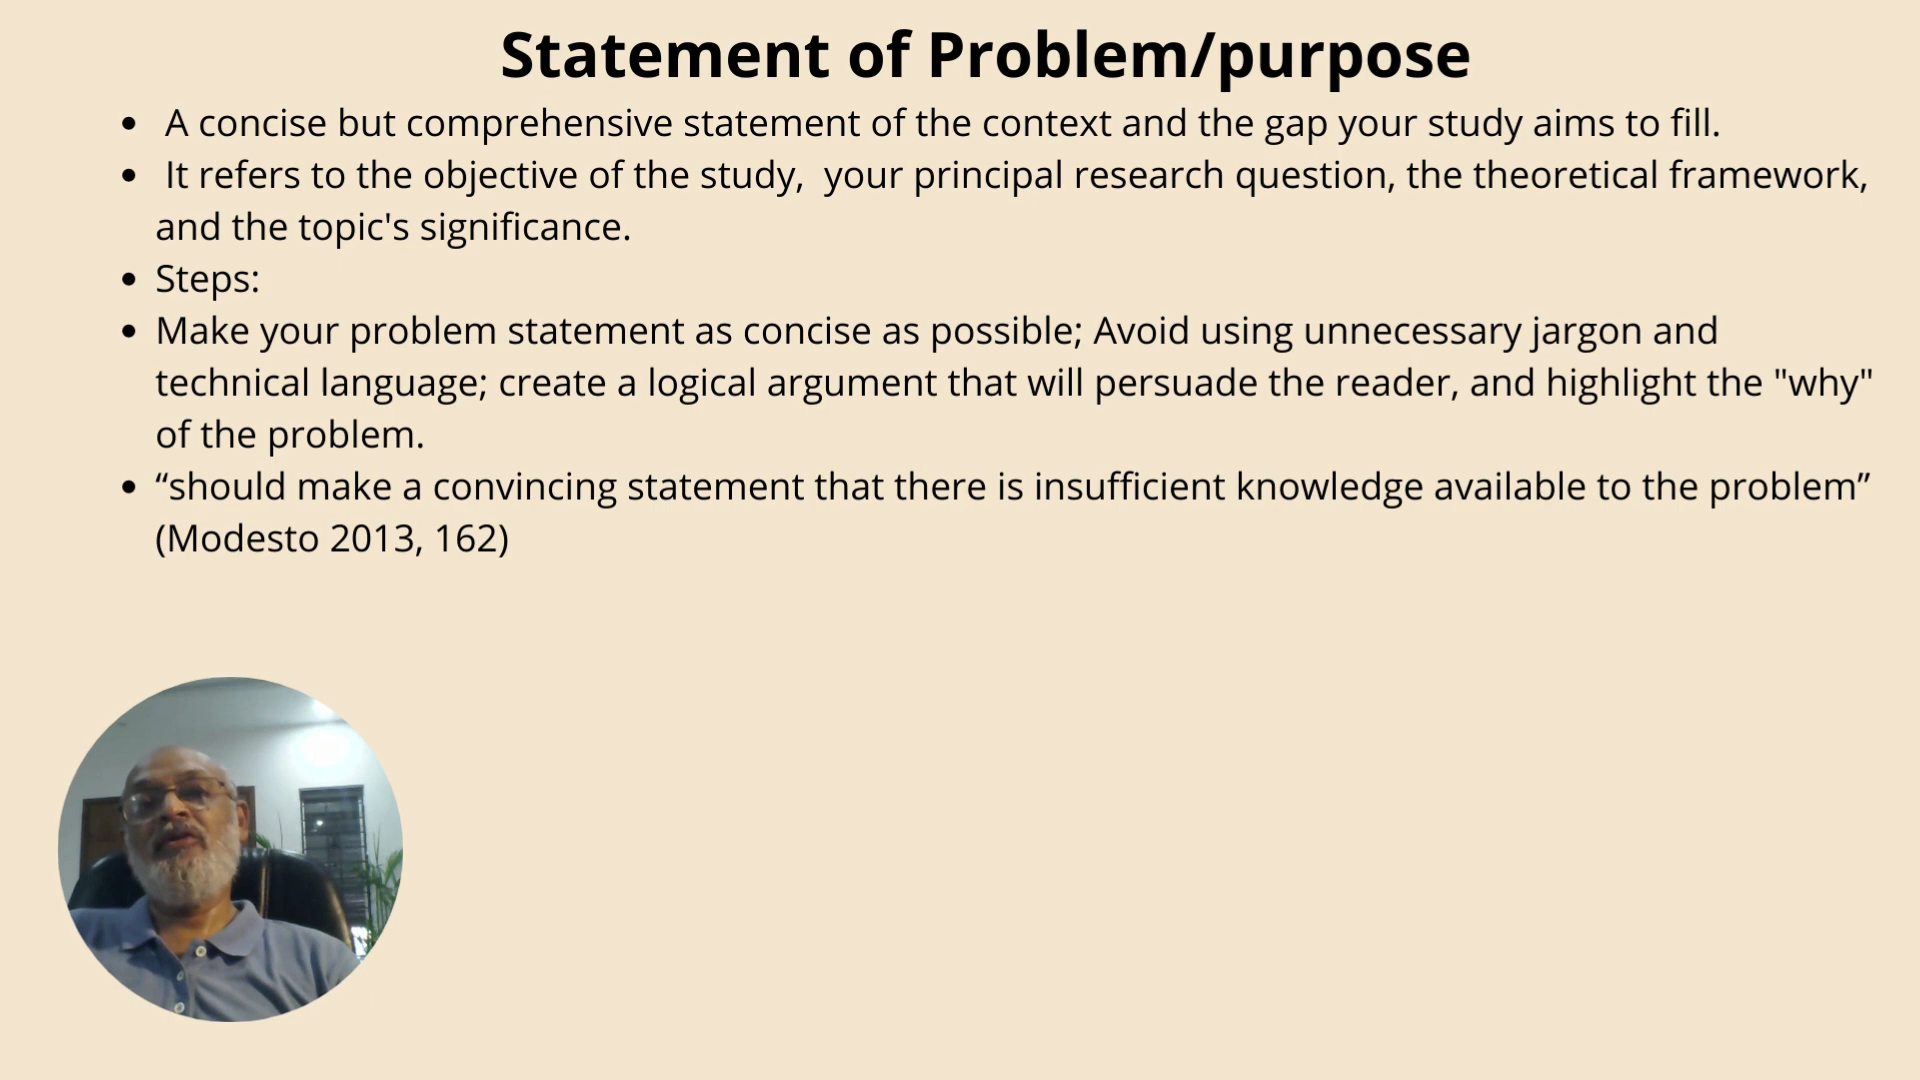 Statement of Problem/purpose
• A concise but comprehensive statement of the context and the gap your study aims to fill.
• It refers to the objective of the study,  your principal research question, the theoretical framework,
and the topic's significance.
• Steps:
• Make your problem statement as concise as possible; Avoid using unnecessary jargon and
technical language; create a logical argument that will persuade the reader, and highlight the "why"
of the problem.
• “should make a convincing statement that there is insufficient knowledge available to the problem”
(Modesto 2013, 162)